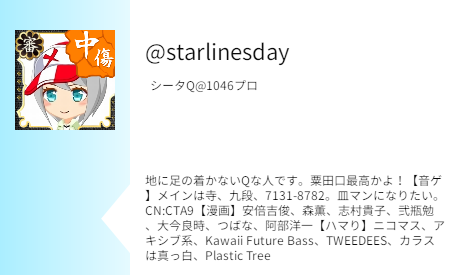 審
中
傷
@starlinesday
シータQ@1046プロ
地に足の着かないQな人です。粟田口最高かよ！【音ゲ
】メインは寺、九段、7131-8782。皿マンになりたい。
CN:CTA9【漫画】安倍吉俊、森薫、志村貴子、弐瓶勉
、大今良時、つばな、阿部洋一【ハマり】ニコマス、ア
キシブ系、Kawaii Future Bass、TWEEDEES、カラス
は真っ白、Plastic Tree